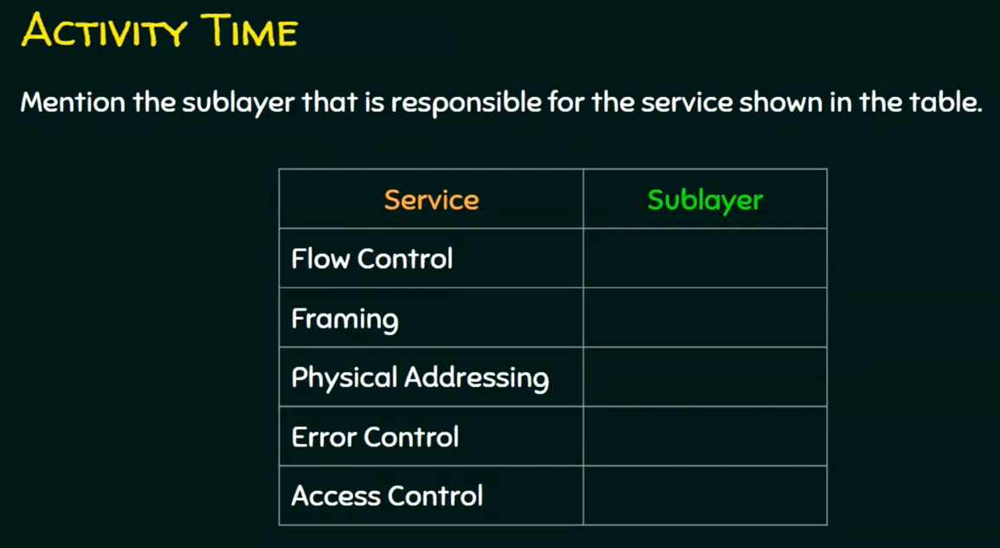 Activity Time
Mention the sublayer that is responsible for the service shown in the table.
Service Sublayer
Flow Control
Framing
Physical Addressing
Error Control
Access Control